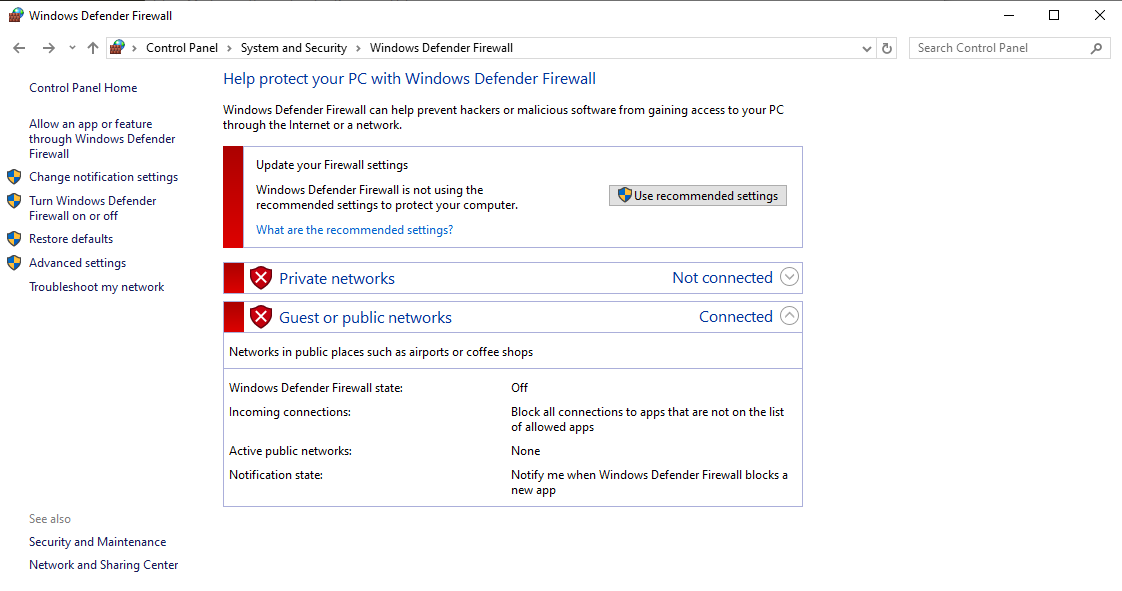 Windows Defender Firewall
Control Panel
System and Security
Windows Defender Firewall
Search Control Panel
Control Panel Home
Allow an app or feature
through Windows Defender
Firewall
Change notification settings
Turn Windows Defender
Firewall on or off
Restore defaults
Advanced settings
Troubleshoot my network
Help protect your PC with Windows Defender Firewall
Windows Defender Firewall can help prevent hackers or malicious software from gaining access to your PC
through the Internet or a network.
Update your Firewall settings
Windows Defender Firewall is not using the
recommended settings to protect your computer.
What are the recommended settings?
Use recommended settings
Private networks Not connected
Guest or public networks Connected
Networks in public places such as airports or coffee shops
Windows Defender Firewall state: Off
Incoming connections: Block all connections to apps that are not on the list
of allowed apps
Active public networks: None
Notification state: Notify me when Windows Defender Firewall blocks a
new app
See also
Security and Maintenance
Network and Sharing Center